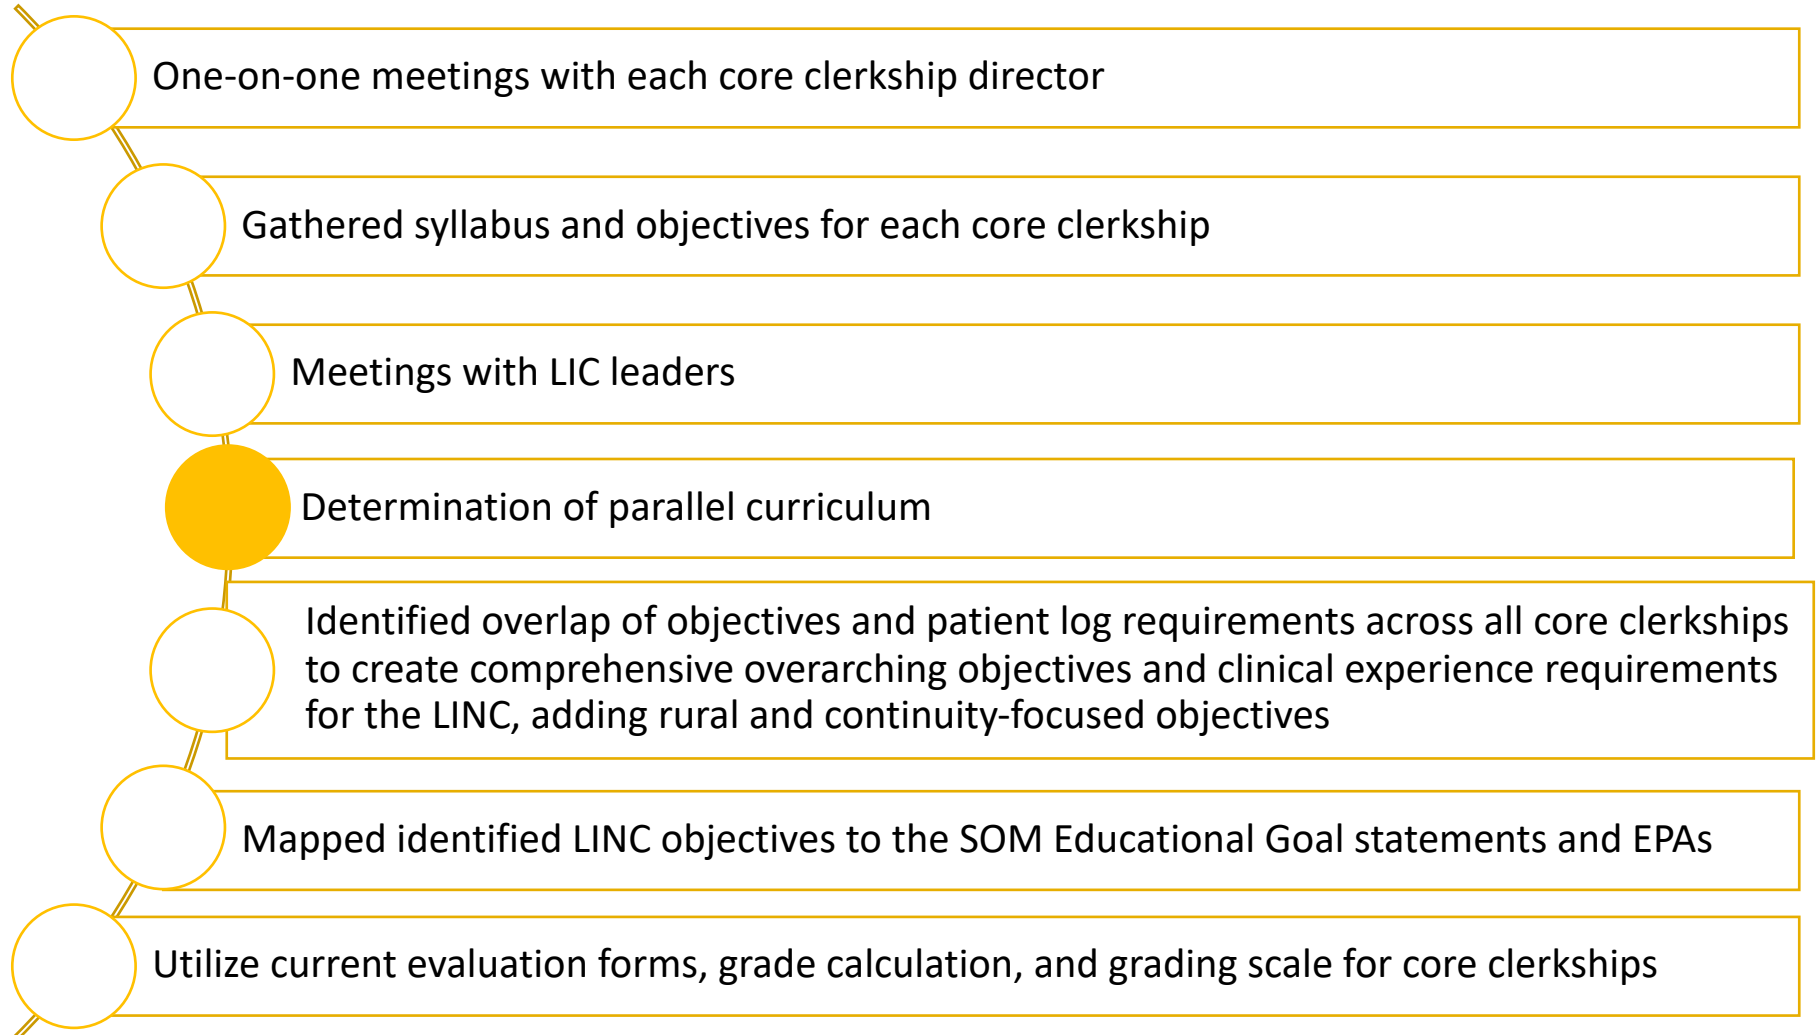 One-on-one meetings with each core clerkship director
Gathered syllabus and objectives for each core clerkship
Meetings with LIC leaders
Determination of parallel curriculum
Identified overlap of objectives and patient log requirements across all core clerkships
to create comprehensive overarching objectives and clinical experience requirements
for the LINC, adding rural and continuity-focused objectives
Mapped identified LINC objectives to the SOM Educational Goal statements and EPAs
Utilize current evaluation forms, grade calculation, and grading scale for core clerkships